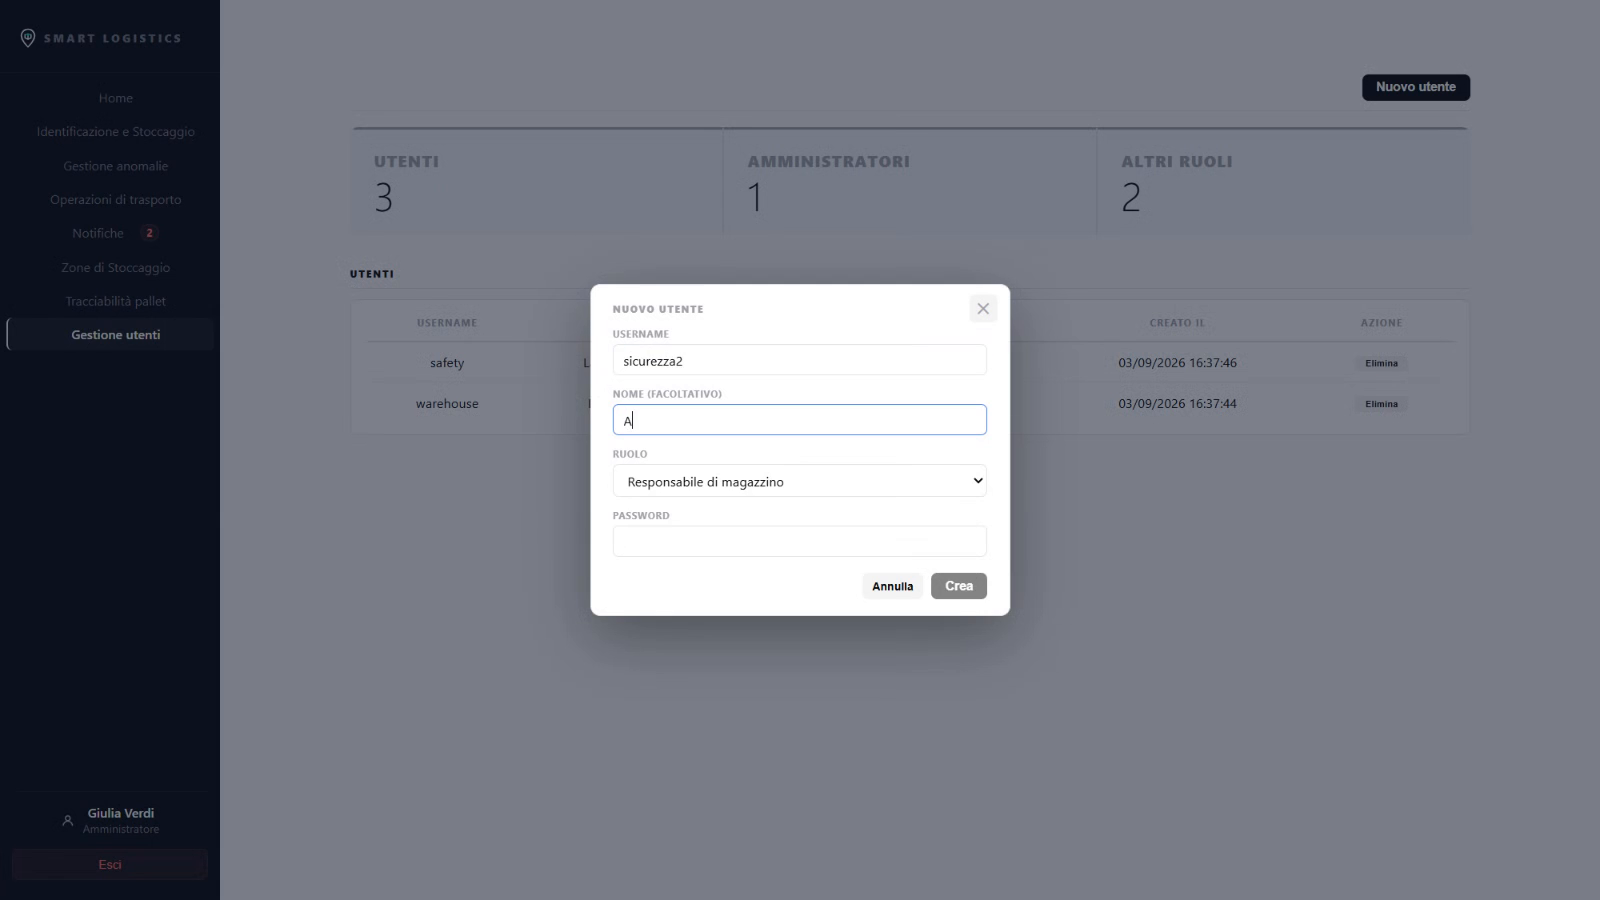 SMART LOGISTICS
Home
Identificazione e Stoccaggio
Gestione anomalie
Operazioni di trasporto
Notifiche 2
Zone di Stoccaggio
Tracciabilità pallet
Gestione utenti
Giulia Verdi
Amministratore
Esci
Nuovo utente
UTENTI
3
AMMINISTRATORI
1
ALTRI RUOLI
2
UTENTI
USERNAME CREATO IL AZIONE
safety L 03/09/2026 16:37:46 Elimina
warehouse 03/09/2026 16:37:44 Elimina
NUOVO UTENTE
USERNAME
sicurezza2
NOME (FACOLTATIVO)
A
RUOLO
Responsabile di magazzino
PASSWORD
Annulla Crea